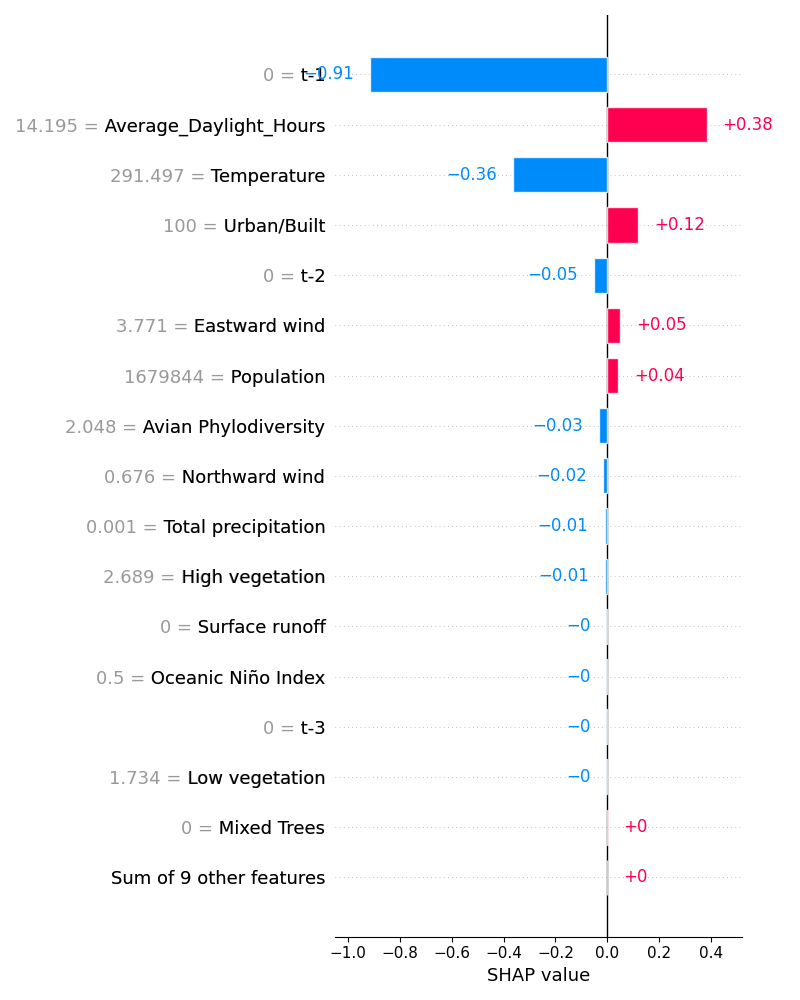 0 = t-1 −0.91
14.195 = Average_Daylight_Hours +0.38
291.497 = Temperature −0.36
100 = Urban/Built +0.12
0 = t-2 −0.05
3.771 = Eastward wind +0.05
1679844 = Population +0.04
2.048 = Avian Phylodiversity −0.03
0.676 = Northward wind −0.02
0.001 = Total precipitation −0.01
2.689 = High vegetation −0.01
0 = Surface runoff −0
0.5 = Oceanic Niño Index −0
0 = t-3 −0
1.734 = Low vegetation −0
0 = Mixed Trees +0
Sum of 9 other features +0
−1.0 −0.8 −0.6 −0.4 −0.2 0.0 0.2 0.4
SHAP value